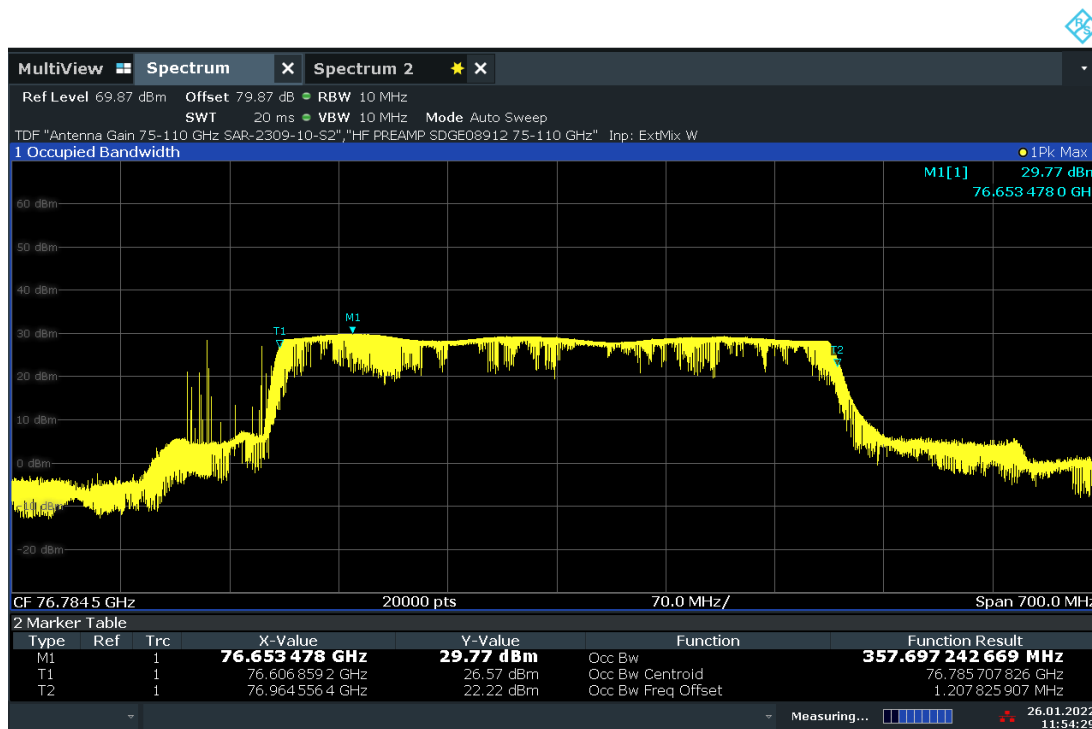 R S
MultiView Spectrum X Spectrum 2 X
Ref Level 69.87 dBm Offset 79.87 dB RBW 10 MHz
SWT 20 ms VBW 10 MHz Mode Auto Sweep
TDF "Antenna Gain 75-110 GHz SAR-2309-10-S2","HF PREAMP SDGE08912 75-110 GHz" Inp: ExtMix W
1 Occupied Bandwidth 1Pk Max
M1[1] 29.77 dBm
76.653 478 0 GH
60 dBm
50 dBm
40 dBm
30 dBm
20 dBm
10 dBm
0 dBm
-10 dBm
-20 dBm
T1
M1
T2
CF 76.7845 GHz 20000 pts 70.0 MHz/ Span 700.0 MHz
2 Marker Table
Type Ref Trc X-Value Y-Value Function Function Result
M1 1 76.653 478 GHz 29.77 dBm Occ Bw 357.697 242 669 MHz
T1 1 76.606 859 2 GHz 26.57 dBm Occ Bw Centroid 76.785 707 826 GHz
T2 1 76.964 556 4 GHz 22.22 dBm Occ Bw Freq Offset 1.207 825 907 MHz
Measuring... 26.01.2022
11:54:29